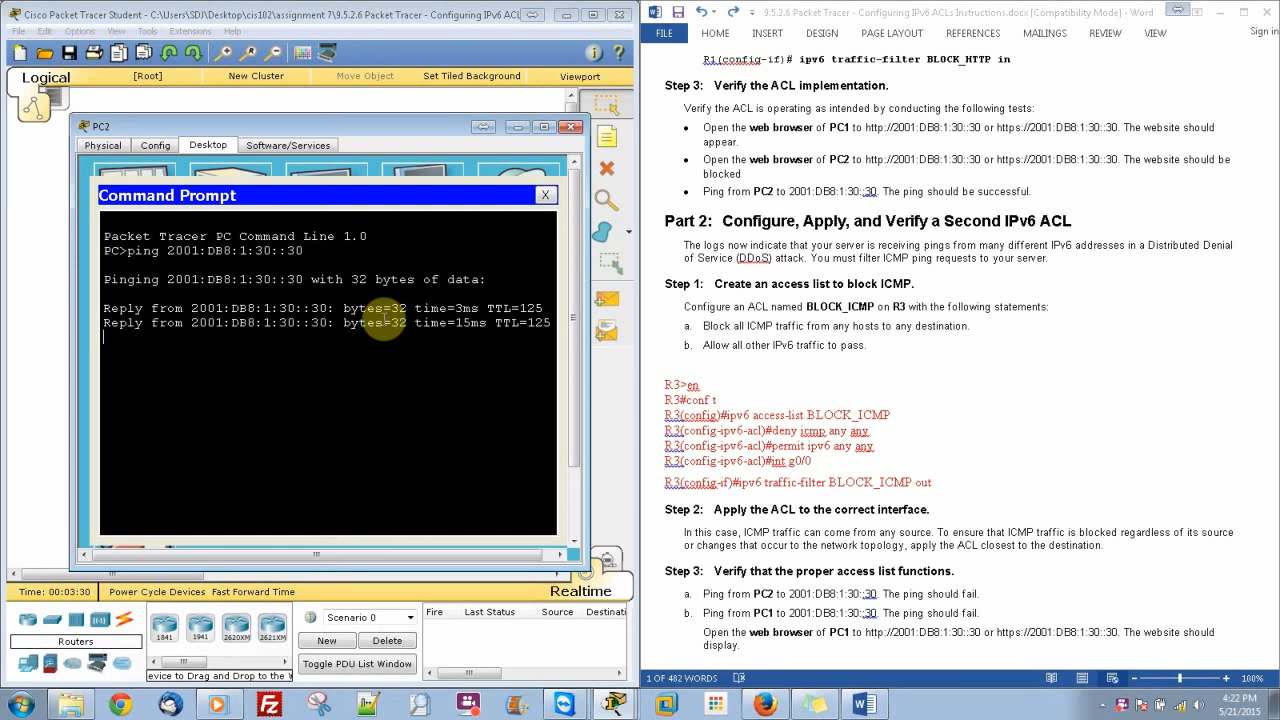 Cisco Packet Tracer Student - C:\Users\SDJ\Desktop\cis102\assignment 7\9.5.2.6 Packet Tracer - Configuring IPv6 ACLs
File Edit Options View Tools Extensions Help
Logical
[Root]
New Cluster
Move Object
Set Tiled Background
Viewport
PC2
Physical
Config
Desktop
Software/Services
Command Prompt
X
Packet Tracer PC Command Line 1.0
PC>ping 2001:DB8:1:30::30
Pinging 2001:DB8:1:30::30 with 32 bytes of data:
Reply from 2001:DB8:1:30::30: bytes=32 time=3ms TTL=125
Reply from 2001:DB8:1:30::30: bytes=32 time=15ms TTL=125
Time: 00:03:30
Power Cycle Devices Fast Forward Time
Realtime
Routers
1841
1941
2620XM
2621XM
evice to Drag and Drop to the W
Scenario 0
New
Delete
Toggle PDU List Window
Fire
Last Status
Source
Destinati
9.5.2.6 Packet Tracer - Configuring IPv6 ACLs Instructions.docx [Compatibility Mode] - Word
FILE
HOME
INSERT
DESIGN
PAGE LAYOUT
REFERENCES
MAILINGS
REVIEW
VIEW
Sign in
R1(config-if)# ipv6 traffic-filter BLOCK_HTTP in
Step 3: Verify the ACL implementation.
Verify the ACL is operating as intended by conducting the following tests:
• Open the web browser of PC1 to http://2001:DB8:1:30::30 or https://2001:DB8:1:30::30. The website should
appear.
• Open the web browser of PC2 to http://2001:DB8:1:30::30 or https://2001:DB8:1:30::30. The website should be
blocked
• Ping from PC2 to 2001:DB8:1:30::30. The ping should be successful.
Part 2: Configure, Apply, and Verify a Second IPv6 ACL
The logs now indicate that your server is receiving pings from many different IPv6 addresses in a Distributed Denial
of Service (DDoS) attack. You must filter ICMP ping requests to your server.
Step 1: Create an access list to block ICMP.
Configure an ACL named BLOCK_ICMP on R3 with the following statements:
a. Block all ICMP traffic from any hosts to any destination.
b. Allow all other IPv6 traffic to pass.
R3>en
R3#conf t
R3(config)#ipv6 access-list BLOCK_ICMP
R3(config-ipv6-acl)#deny icmp any any
R3(config-ipv6-acl)#permit ipv6 any any
R3(config-ipv6-acl)#int g0/0
R3(config-if)#ipv6 traffic-filter BLOCK_ICMP out
Step 2: Apply the ACL to the correct interface.
In this case, ICMP traffic can come from any source. To ensure that ICMP traffic is blocked regardless of its source
or changes that occur to the network topology, apply the ACL closest to the destination.
Step 3: Verify that the proper access list functions.
a. Ping from PC2 to 2001:DB8:1:30::30. The ping should fail.
b. Ping from PC1 to 2001:DB8:1:30::30. The ping should fail.
Open the web browser of PC1 to http://2001:DB8:1:30::30 or https://2001:DB8:1:30::30. The website should
display.
1 OF 4
82 WORDS
100%
4:22 PM
5/21/2015